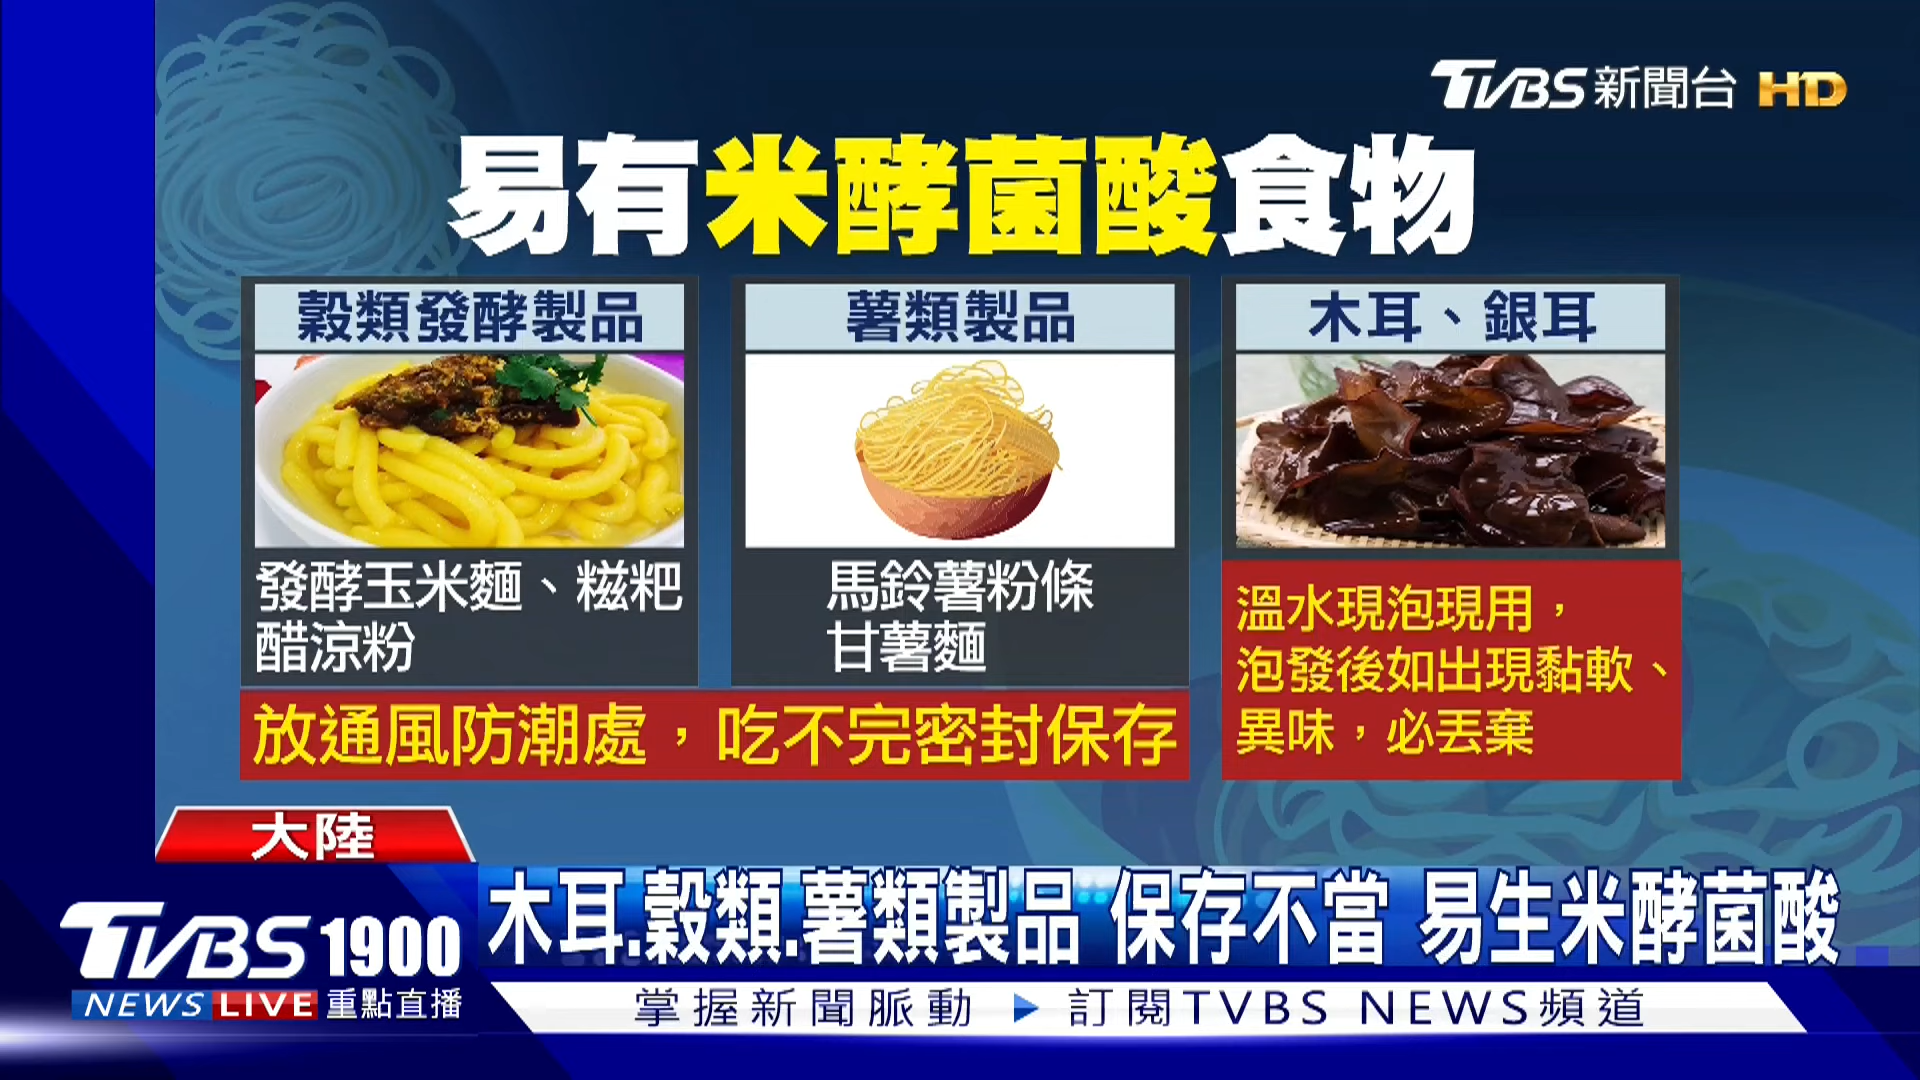 TVBS新聞台 HD
易有米酵菌酸食物
穀類發酵製品
發酵玉米麵、糍粑
醋涼粉
薯類製品
馬鈴薯粉條
甘薯麵
放通風防潮處，吃不完密封保存
木耳、銀耳
溫水現泡現用，
泡發後如出現黏軟、
異味，必丟棄
大陸
木耳.穀類.薯類製品 保存不當 易生米酵菌酸
TVBS 1900
NEWS LIVE 重點直播
掌握新聞脈動 ▶ 訂閱TVBS NEWS頻道